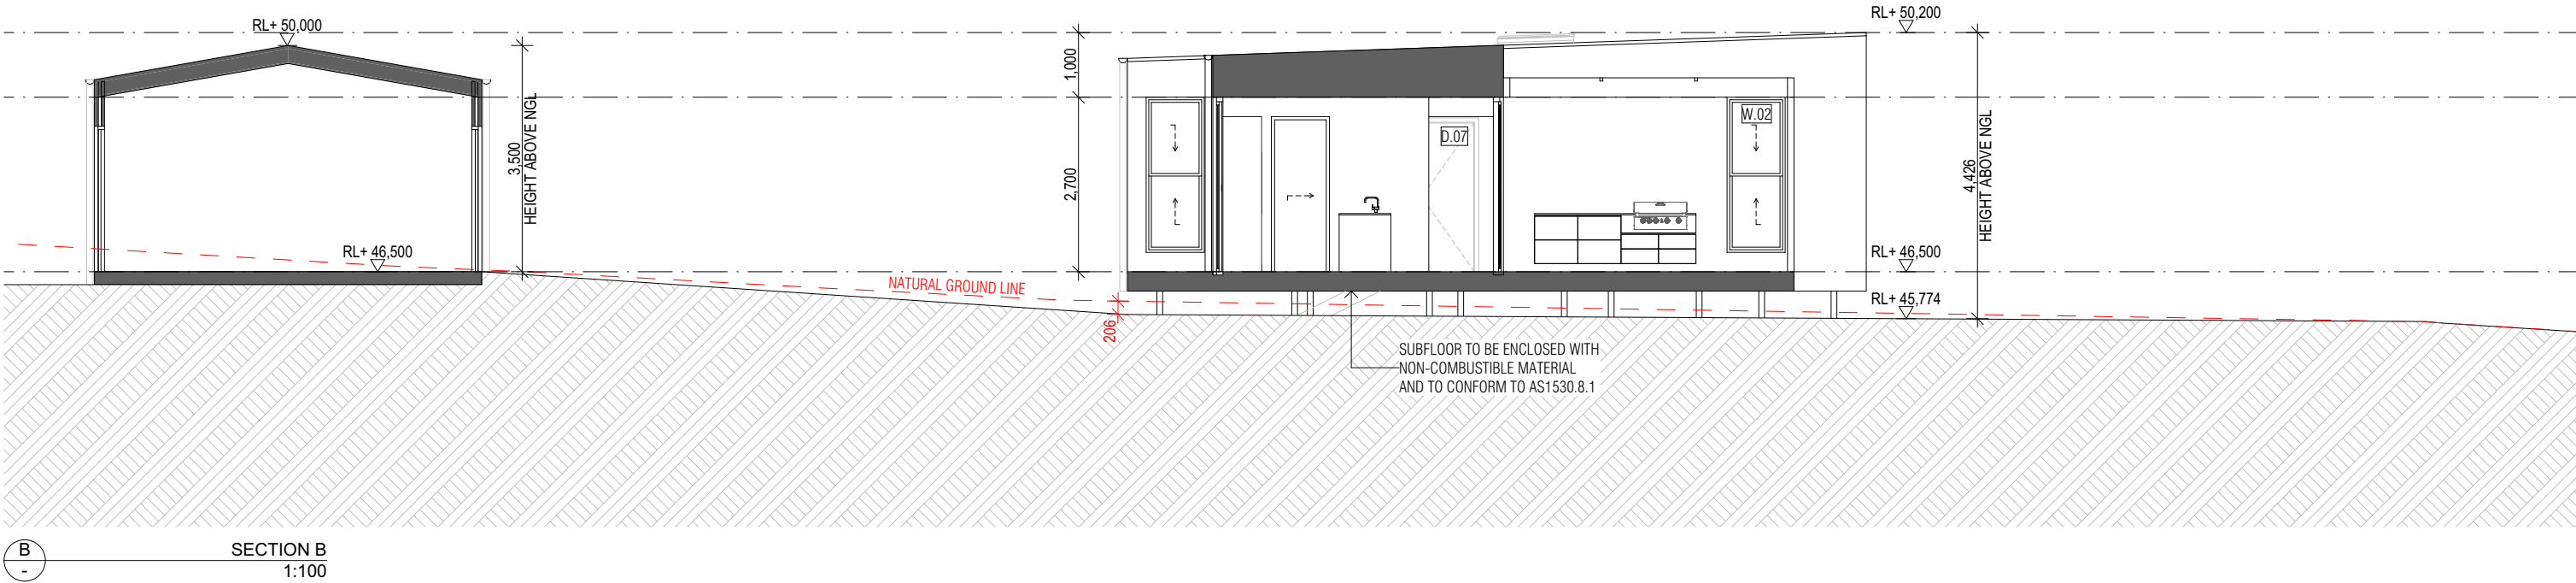 RL+ 50,000
RL+ 50,200
1,000
3,500
HEIGHT ABOVE NGL
2,700
D.07
W.02
4,426
HEIGHT ABOVE NGL
RL+ 46,500
RL+ 46,500
NATURAL GROUND LINE
RL+ 45,774
206
SUBFLOOR TO BE ENCLOSED WITH
NON-COMBUSTIBLE MATERIAL
AND TO CONFORM TO AS1530.8.1
B
-
SECTION B
1:100